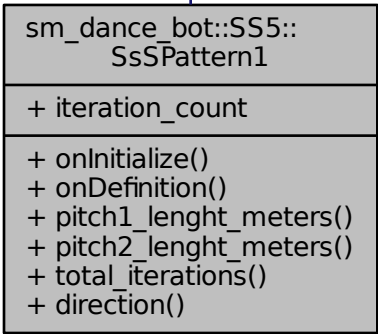 sm_dance_bot::SS5::
SsSPattern1
+ iteration_count
+ onInitialize()
+ onDefinition()
+ pitch1_lenght_meters()
+ pitch2_lenght_meters()
+ total_iterations()
+ direction()